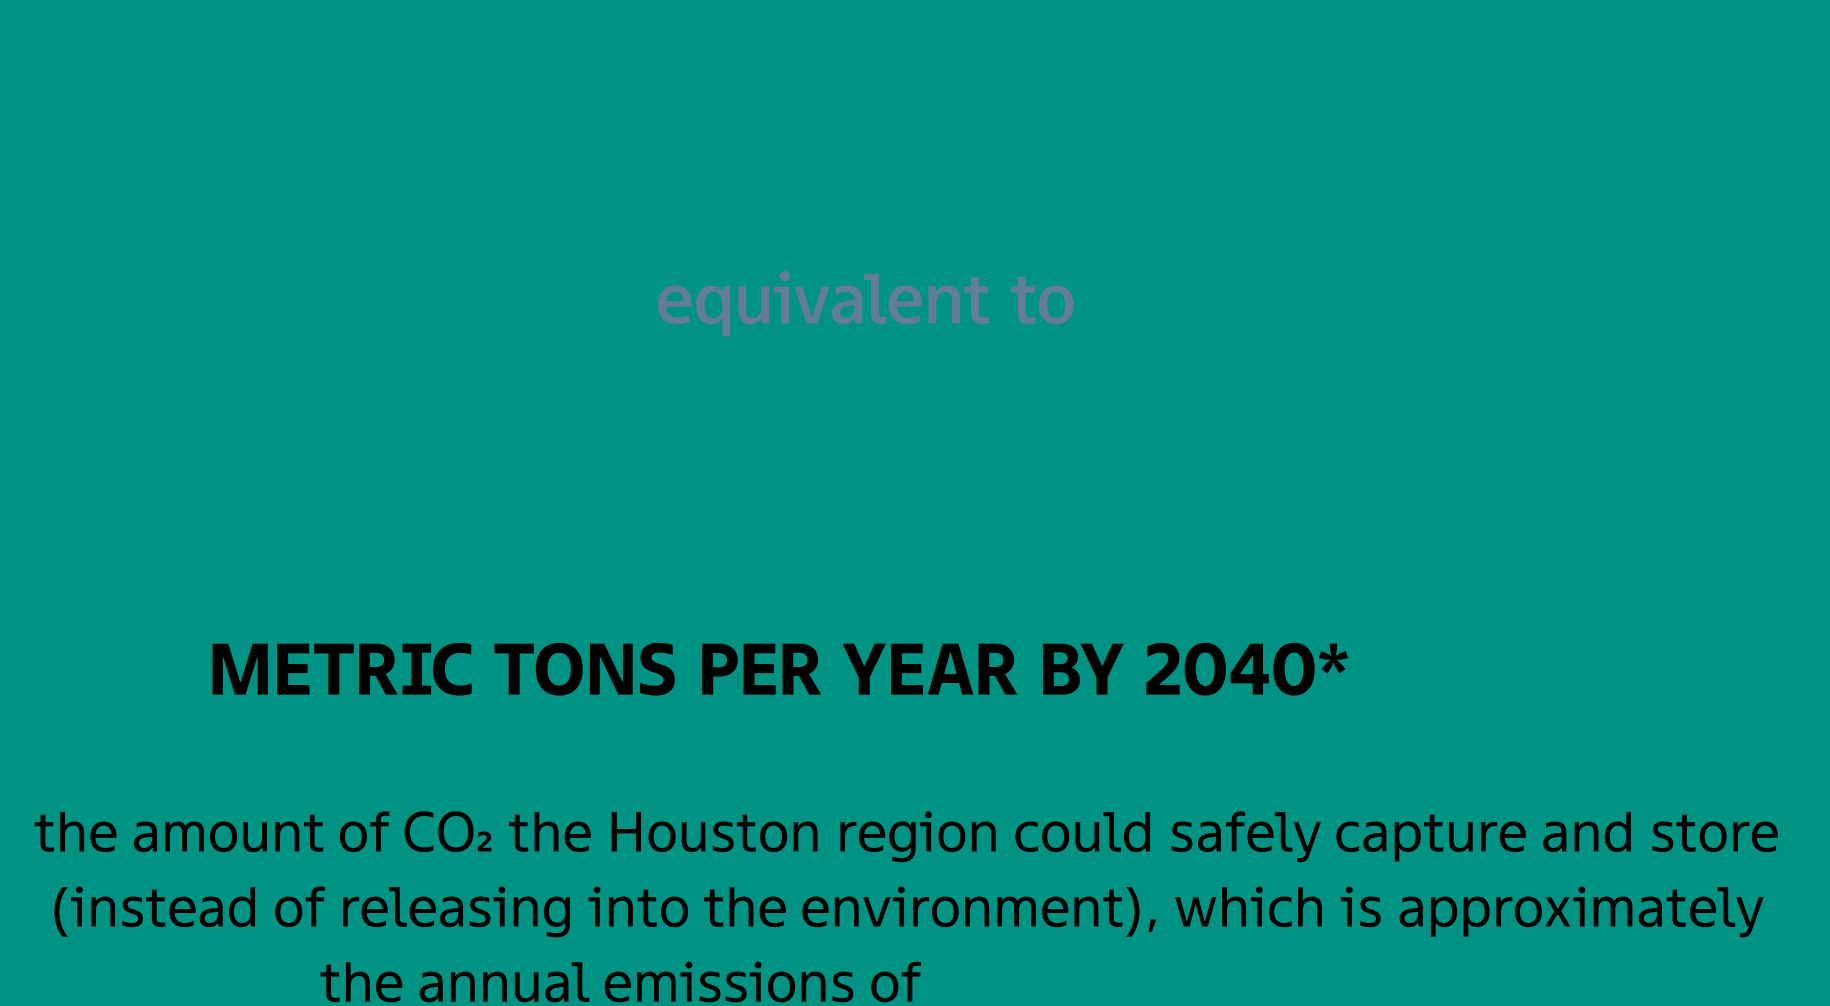 equivalent to
METRIC TONS PER YEAR BY 2040*
the amount of CO₂ the Houston region could safely capture and store
(instead of releasing into the environment), which is approximately
the annual emissions of